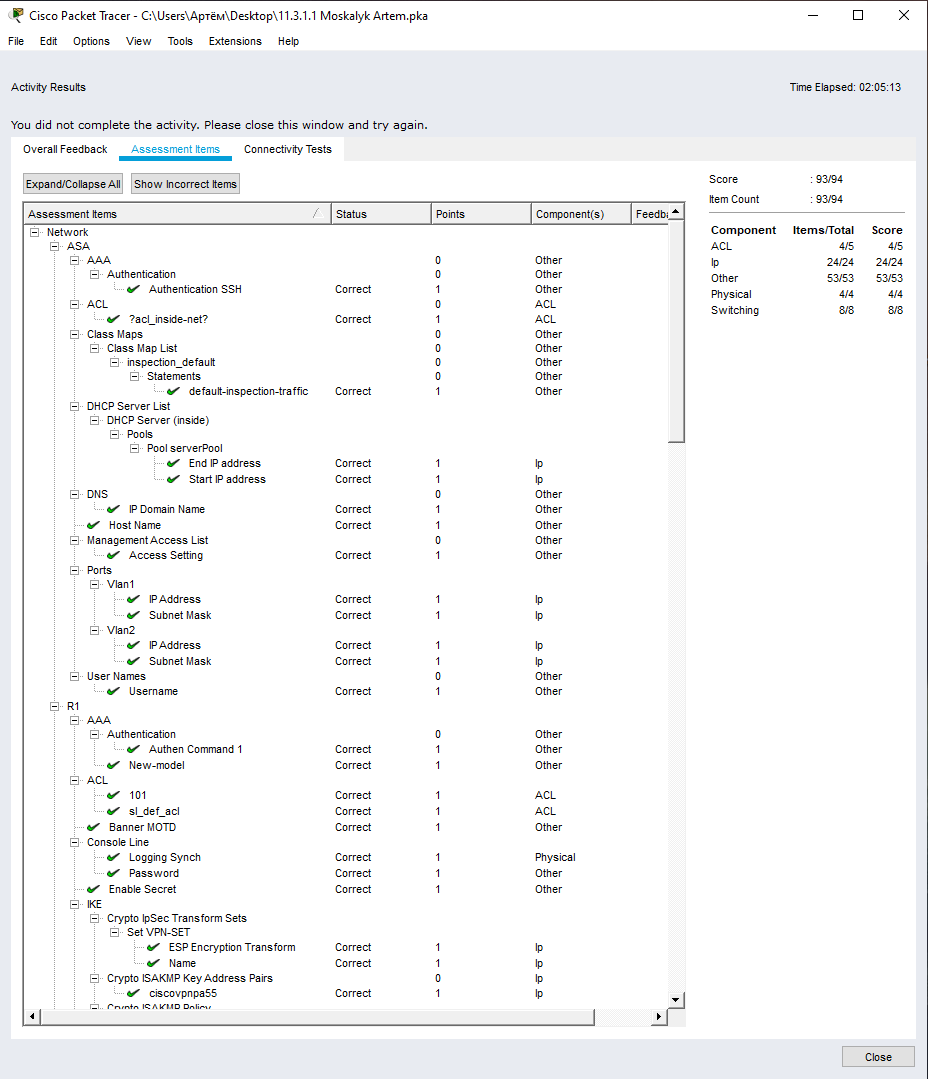 Cisco Packet Tracer - C:\Users\Артём\Desktop\11.3.1.1 Moskalyk Artem.pka
File Edit Options View Tools Extensions Help
Activity Results Time Elapsed: 02:05:13
You did not complete the activity. Please close this window and try again.
Overall Feedback Assessment Items Connectivity Tests
Expand/Collapse All Show Incorrect Items
Assessment Items Status Points Component(s) Feedba
Network
ASA
AAA 0 Other
Authentication 0 Other
Authentication SSH Correct 1 Other
ACL 0 ACL
?acl_inside-net? Correct 1 ACL
Class Maps 0 Other
Class Map List 0 Other
inspection_default 0 Other
Statements 0 Other
default-inspection-traffic Correct 1 Other
DHCP Server List 0 Other
DHCP Server (inside)
Pools
Pool serverPool
End IP address Correct 1 Ip
Start IP address Correct 1 Ip
DNS 0 Other
IP Domain Name Correct 1 Other
Host Name Correct 1 Other
Management Access List 0 Other
Access Setting Correct 1 Other
Ports
Vlan1
IP Address Correct 1 Ip
Subnet Mask Correct 1 Ip
Vlan2
IP Address Correct 1 Ip
Subnet Mask Correct 1 Ip
User Names 0 Other
Username Correct 1 Other
R1
AAA
Authentication 0 Other
Authen Command 1 Correct 1 Other
New-model Correct 1 Other
ACL
101 Correct 1 ACL
sl_def_acl Correct 1 ACL
Banner MOTD Correct 1 Other
Console Line
Logging Synch Correct 1 Physical
Password Correct 1 Other
Enable Secret Correct 1 Other
IKE
Crypto IpSec Transform Sets
Set VPN-SET
ESP Encryption Transform Correct 1 Ip
Name Correct 1 Ip
Crypto ISAKMP Key Address Pairs 0 Ip
ciscovpnpa55 Correct 1 Ip
Crypto ISAKMP Policy
Score : 93/94
Item Count : 93/94
Component Items/Total Score
ACL 4/5 4/5
Ip 24/24 24/24
Other 53/53 53/53
Physical 4/4 4/4
Switching 8/8 8/8
Close